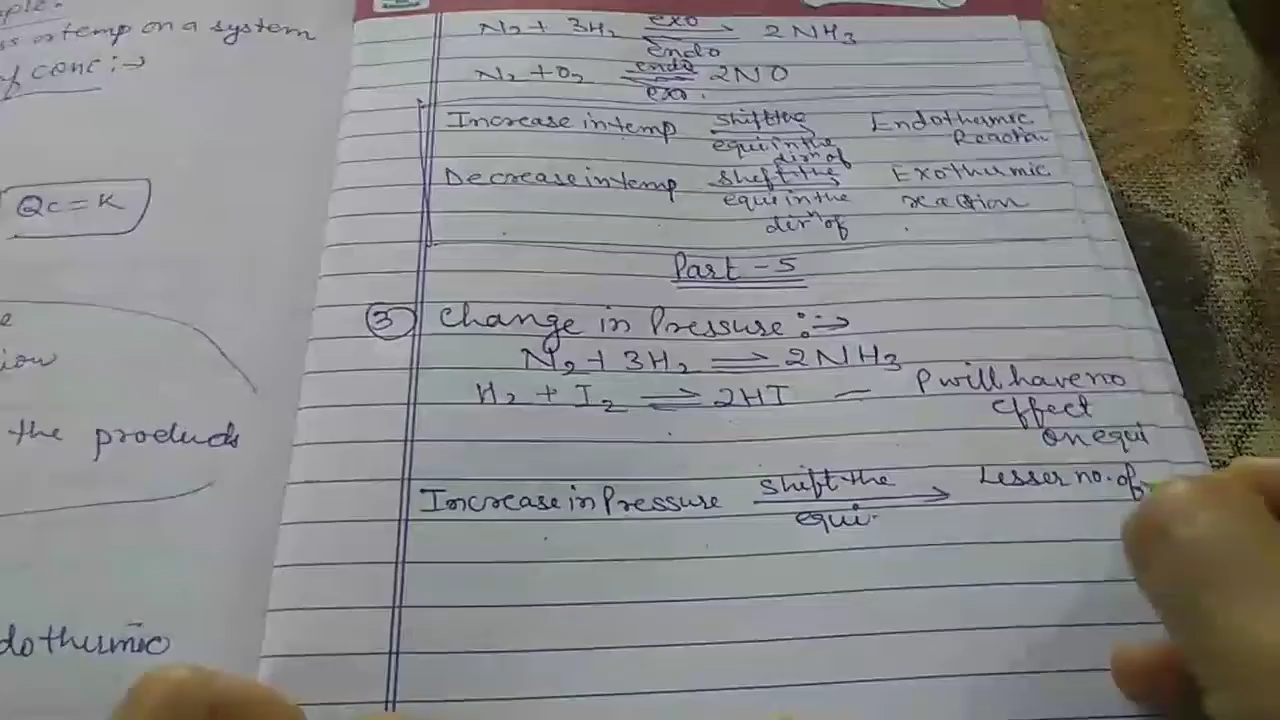 s or temp on a system
of conc :→
Qc = K
e
ion
the products
dothermic
N2 + 3H2 exo ⇌ endo 2NH3
N2 + O2 endo ⇌ exo. 2NO
Increase in temp shift the equi in the dirn of Endothermic Reaction
Decrease in temp shift the equi in the dirn of Exothermic reaction
Part - 5
③ Change in Pressure :→
N2 + 3H2 ⇌ 2NH3
H2 + I2 ⇌ 2HI — P will have no
effect
on equi
Increase in Pressure shift the equi. → Lesser no. of